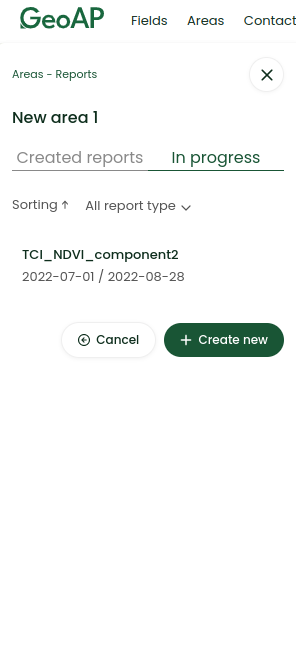 GeoAP Fields Areas Contact
Areas - Reports
New area 1
Created reports In progress
Sorting ↑ All report type
TCI_NDVI_component2
2022-07-01 / 2022-08-28
Cancel + Create new